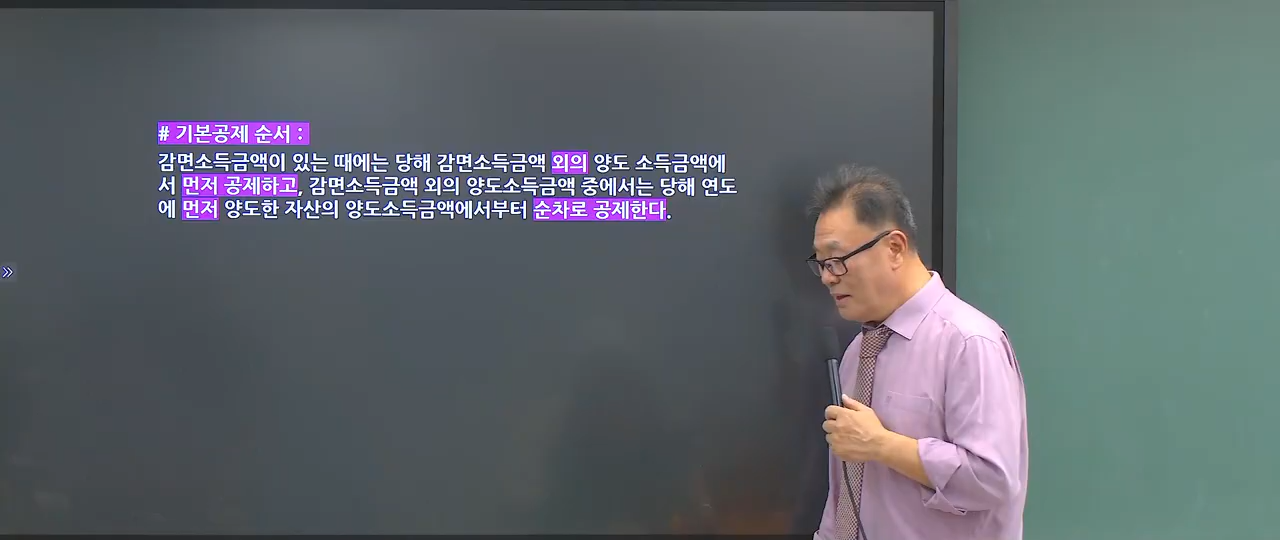 # 기본공제 순서 :
감면소득금액이 있는 때에는 당해 감면소득금액 외의 양도 소득금액에
서 먼저 공제하고, 감면소득금액 외의 양도소득금액 중에서는 당해 연도
에 먼저 양도한 자산의 양도소득금액에서부터 순차로 공제한다.